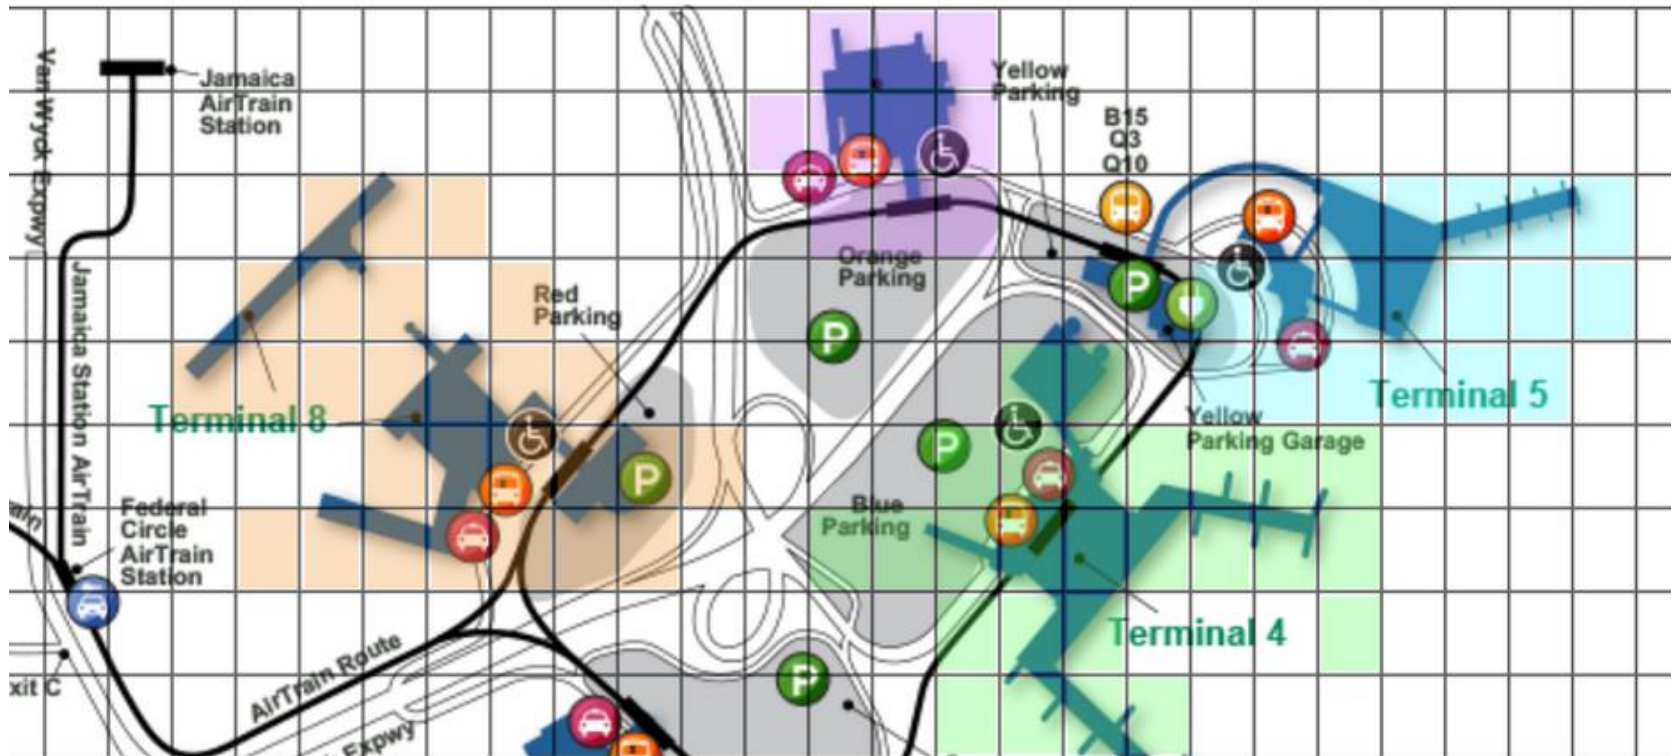 Van Wyck Expwy
Jamaica
AirTrain
Station
Jamaica Station AirTrain
Terminal 8
Federal
Circle
AirTrain
Station
xit C
AirTrain Route
Expwy
Red
Parking
Orange
Parking
P
Yellow
Parking
B15
Q3
Q10
P
Terminal 5
Yellow
Parking Garage
P
P
Blue
Parking
Terminal 4
P